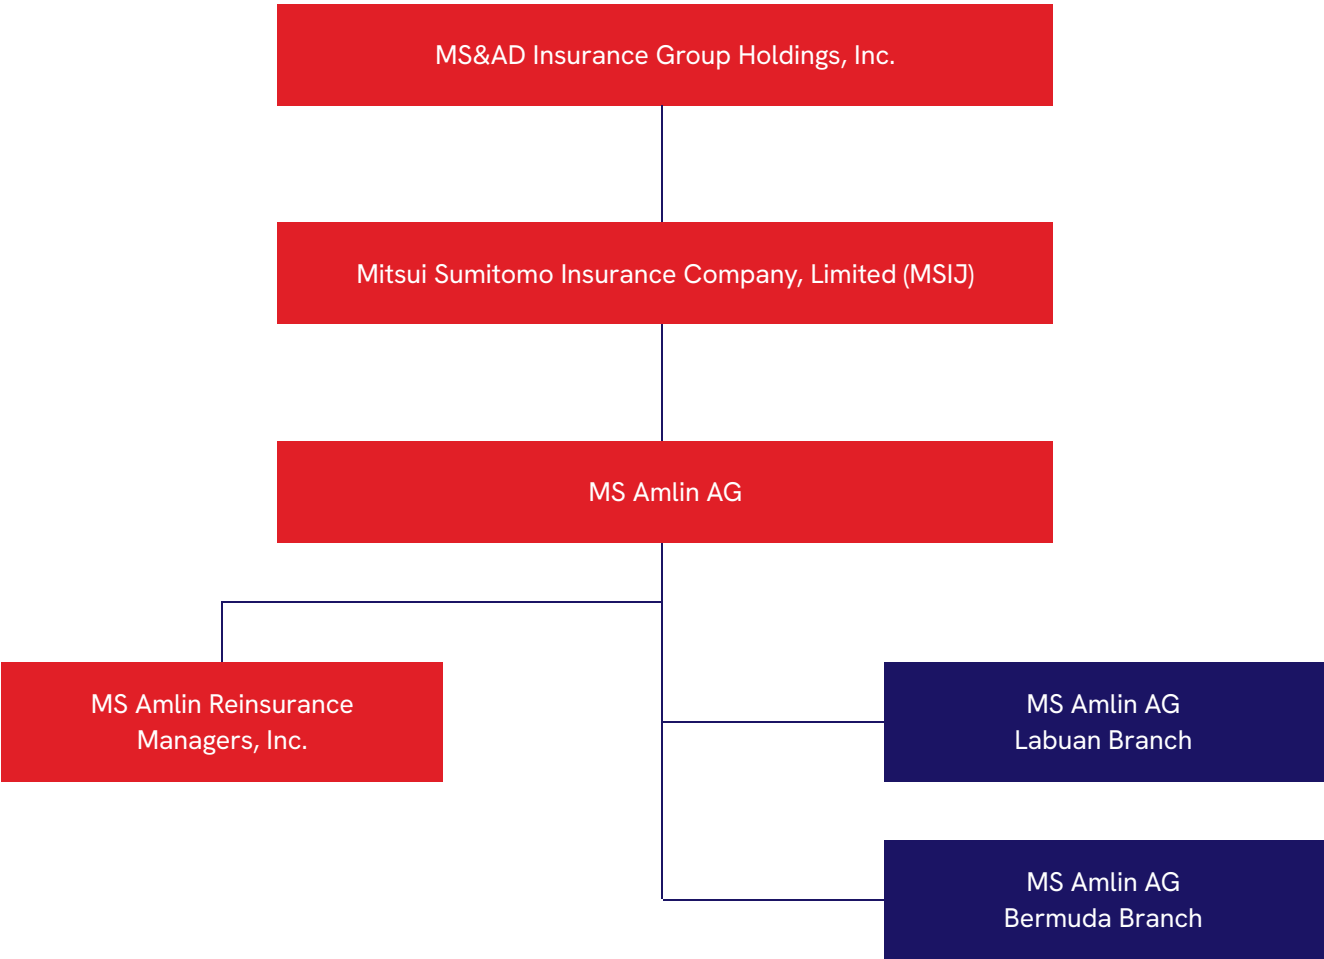 MS&AD Insurance Group Holdings, Inc.
Mitsui Sumitomo Insurance Company, Limited (MSIJ)
MS Amlin AG
MS Amlin Reinsurance
Managers, Inc.
MS Amlin AG
Labuan Branch
MS Amlin AG
Bermuda Branch